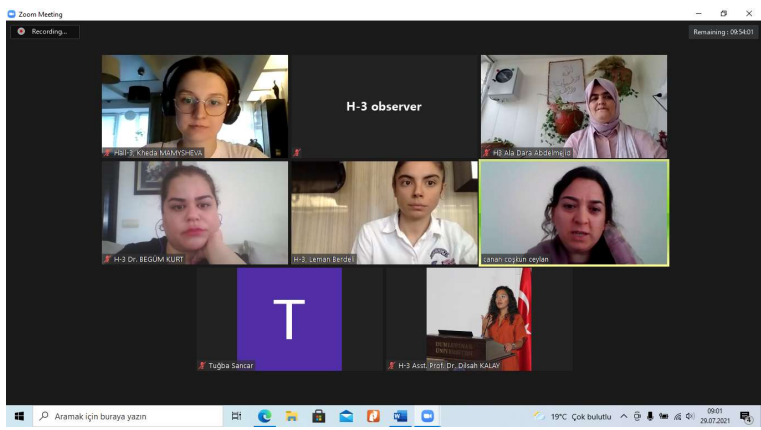 Zoom Meeting
Recording...
Remaining : 09:54:01
Hall-3, Kheda MAMYSHEVA
H-3 observer
H3 Ala Dara Abdelmejid
H-3 Dr. BEGÜM KURT
H-3. Leman Berdel
canan coşkun ceylan
T
Tuğba Sancar
H-3 Asst. Prof. Dr. Dilsah KALAY
Aramak için buraya yazın
19°C Çok bulutlu
09:01
29.07.2021
4